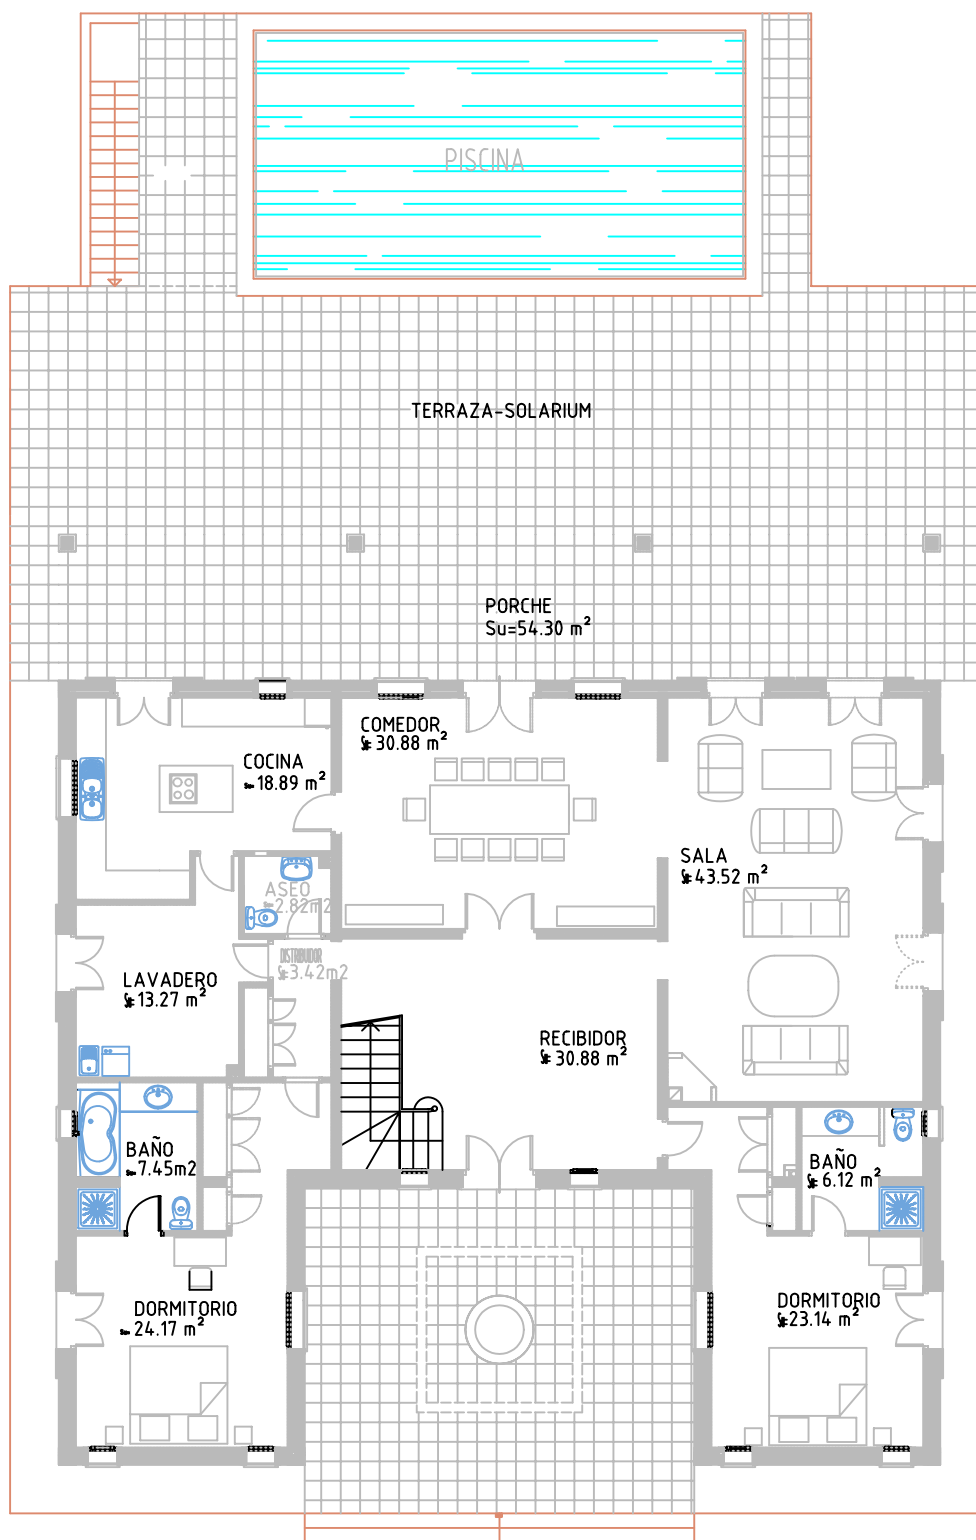 PISCINA
TERRAZA-SOLARIUM
PORCHE
Su=54.30 m²
COMEDOR
30.88 m²
COCINA
18.89 m²
SALA
43.52 m²
ASEO
2.82m2
DISTRIBUIDOR
3.42m2
LAVADERO
13.27 m²
RECIBIDOR
30.88 m²
BAÑO
7.45m2
BAÑO
6.12 m²
DORMITORIO
24.17 m²
DORMITORIO
23.14 m²